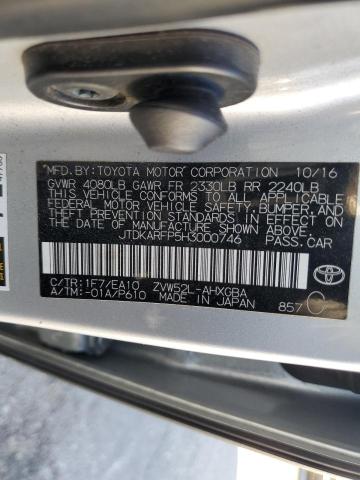 MFD.BY:TOYOTA MOTOR CORPORATION 10/16
GVWR 4080LB GAWR FR 2330LB RR 2240LB
THIS VEHICLE CONFORMS TO ALL APPLICABLE
FEDERAL MOTOR VEHICLE SAFETY, BUMPER, AND
THEFT PREVENTION STANDARDS IN EFFECT ON
THE DATE OF MANUFACTURE SHOWN ABOVE.
JTDKARFP5H3000746 PASS.CAR
C/TR:1F7/EA10 ZVW52L-AHXGBA
A/TM:-01A/P610 MADE IN JAPAN 857 C
TOYOTA